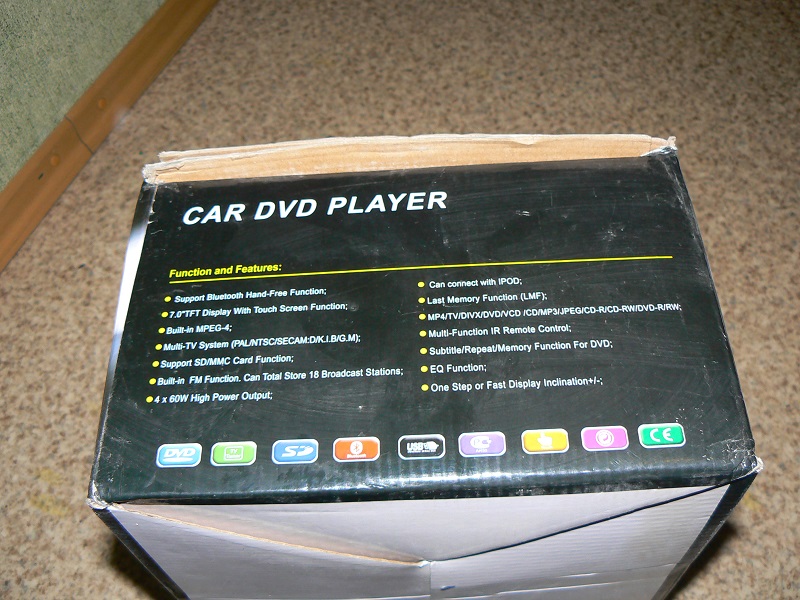 CAR DVD PLAYER
Function and Features:
Support Bluetooth Hand-Free Function;
7.0"TFT Display With Touch Screen Function;
Built-in MPEG-4;
Multi-TV System (PAL/NTSC/SECAM:D/K.I.B/G.M);
Support SD/MMC Card Function;
Built-in FM Function. Can Total Store 18 Broadcast Stations;
4 x 60W High Power Output;
Can connect with IPOD;
Last Memory Function (LMF);
MP4/TV/DIVX/DVD/VCD /CD/MP3/JPEG/CD-R/CD-RW/DVD-R/RW;
Multi-Function IR Remote Control;
Subtitle/Repeat/Memory Function For DVD;
EQ Function;
One Step or Fast Display Inclination+/-;
DVD
SD
Bluetooth
USB
CE